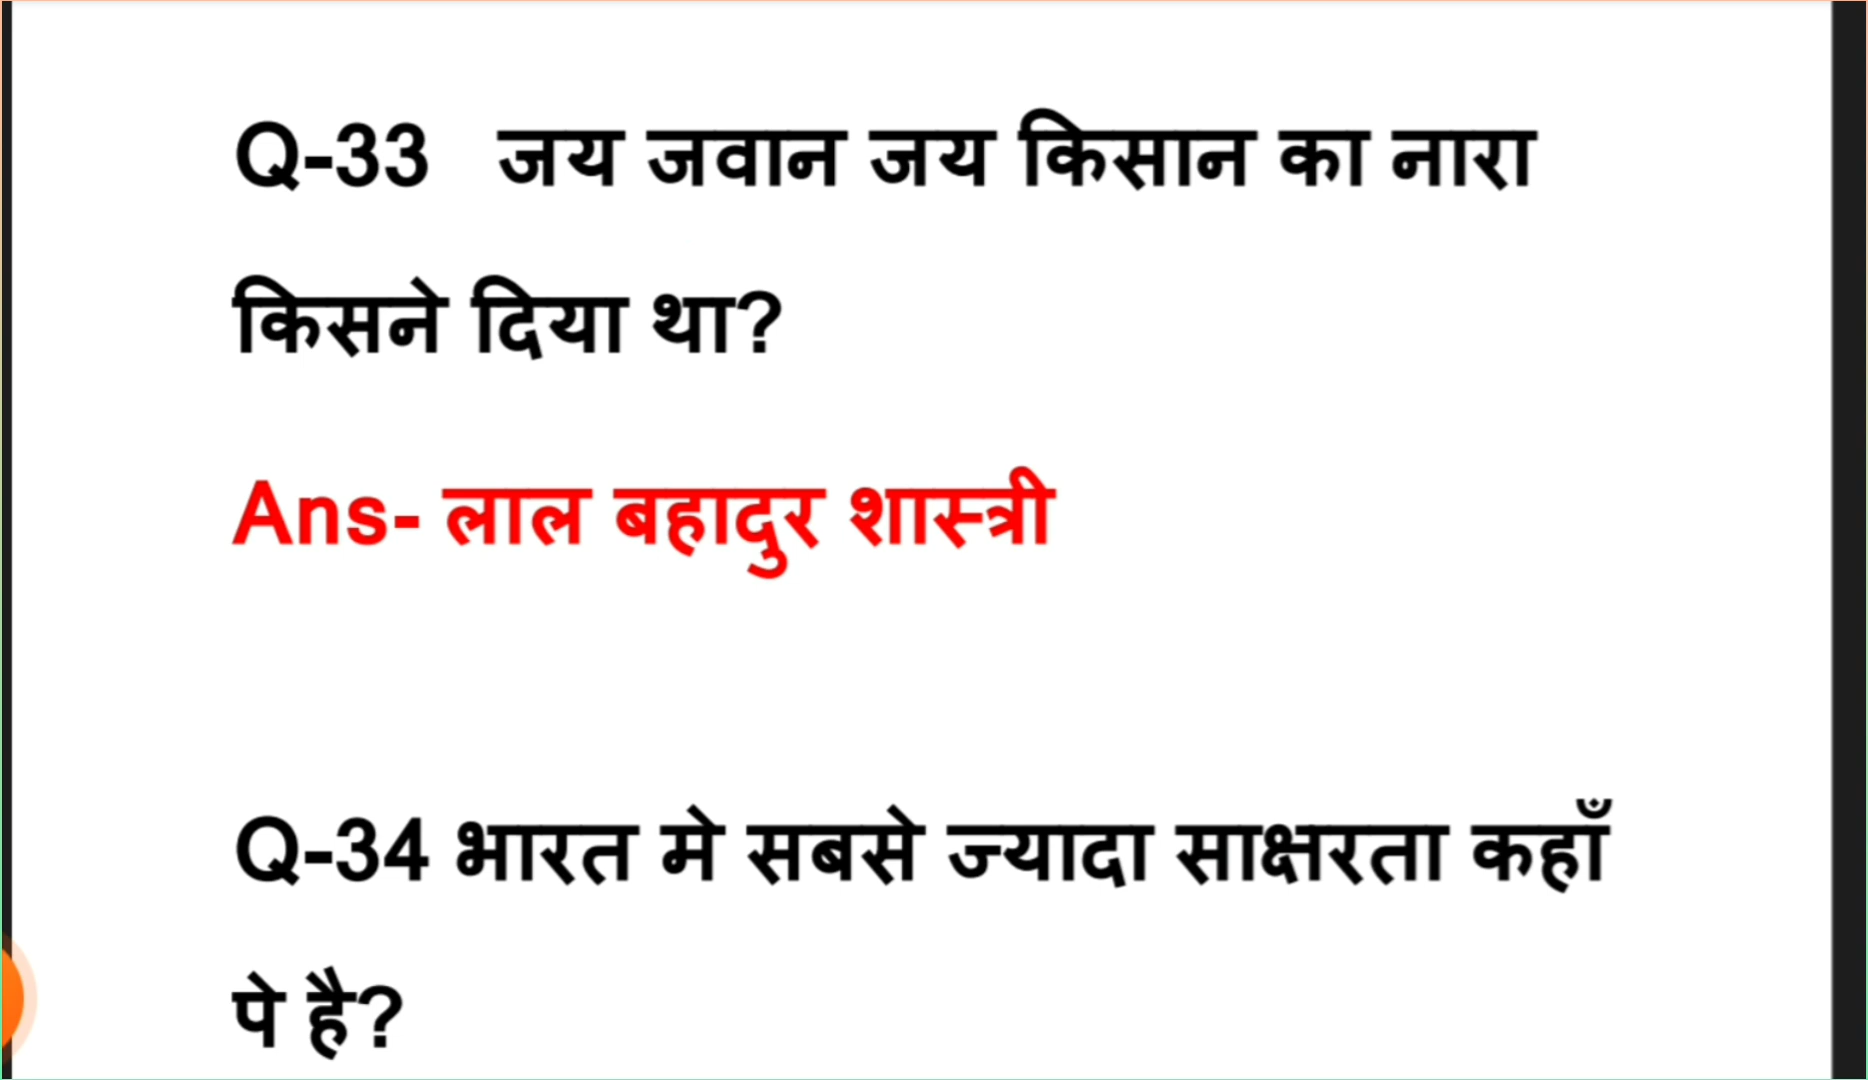 Q-33 जय जवान जय किसान का नारा
किसने दिया था?
Ans- लाल बहादुर शास्त्री
Q-34 भारत मे सबसे ज्यादा साक्षरता कहाँ
पे है?